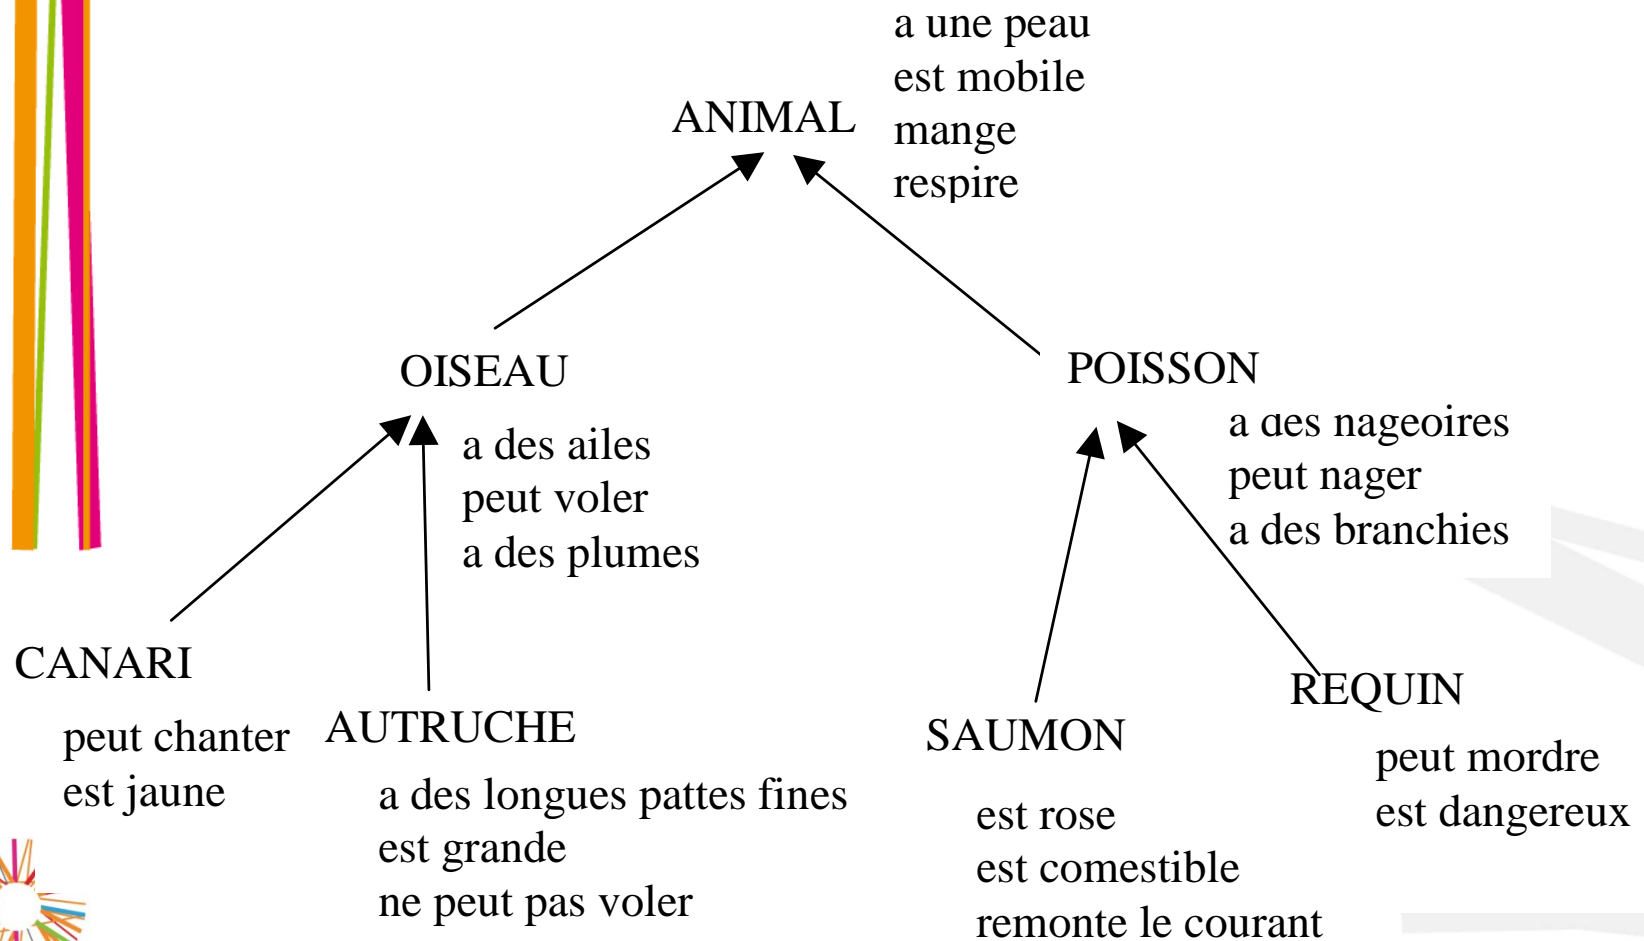 a une peau
est mobile
ANIMAL
mange
respire
OISEAU
a des ailes
peut voler
a des plumes
POISSON
a des nageoires
peut nager
a des branchies
CANARI
peut chanter
est jaune
AUTRUCHE
a des longues pattes fines
est grande
ne peut pas voler
SAUMON
est rose
est comestible
remonte le courant
REQUIN
peut mordre
est dangereux